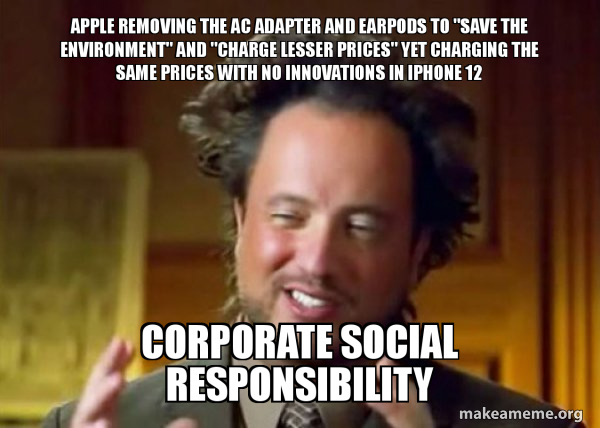 APPLE REMOVING THE AC ADAPTER AND EARPODS TO "SAVE THE
ENVIRONMENT" AND "CHARGE LESSER PRICES" YET CHARGING THE
SAME PRICES WITH NO INNOVATIONS IN IPHONE 12
CORPORATE SOCIAL
RESPONSIBILITY
makeameme.org